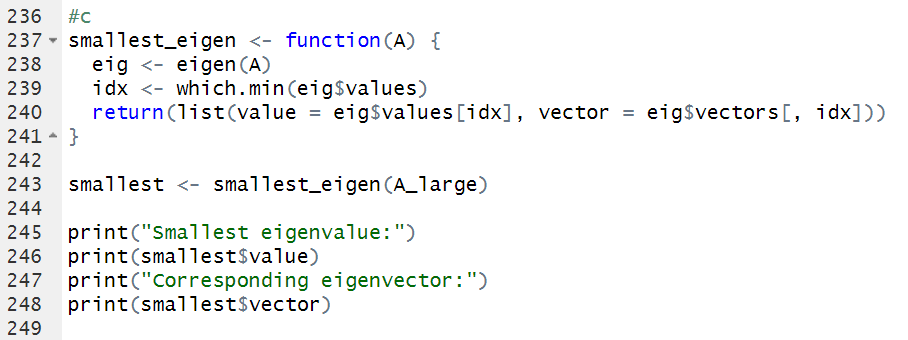 236 #c
237 smallest_eigen <- function(A) {
238   eig <- eigen(A)
239   idx <- which.min(eig$values)
240   return(list(value = eig$values[idx], vector = eig$vectors[, idx]))
241 }
242
243 smallest <- smallest_eigen(A_large)
244
245 print("Smallest eigenvalue:")
246 print(smallest$value)
247 print("Corresponding eigenvector:")
248 print(smallest$vector)
249